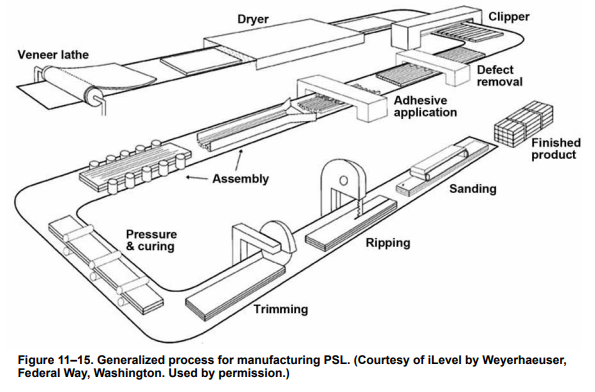 Dryer
Clipper
Veneer lathe
Defect
removal
Adhesive
application
Finished
product
Assembly
Sanding
Pressure
& curing
Ripping
Trimming
Figure 11–15. Generalized process for manufacturing PSL. (Courtesy of iLevel by Weyerhaeuser,
Federal Way, Washington. Used by permission.)